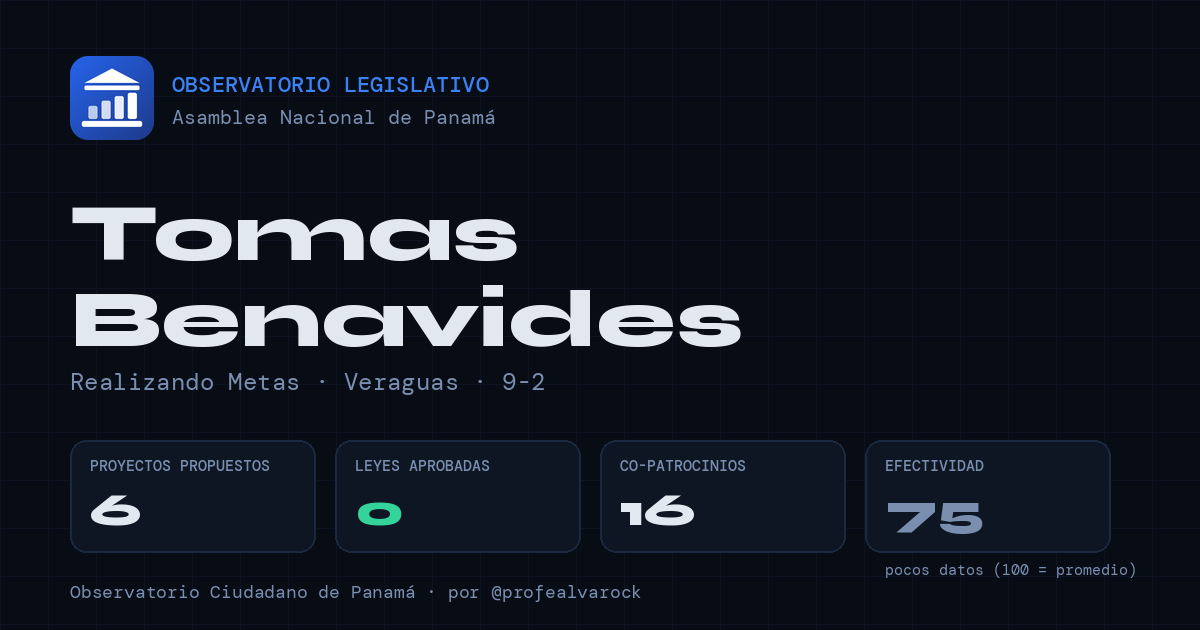 OBSERVATORIO LEGISLATIVO
Asamblea Nacional de Panamá
Tomas
Benavides
Realizando Metas · Veraguas · 9-2
PROYECTOS PROPUESTOS
6
LEYES APROBADAS
0
CO-PATROCINIOS
16
EFECTIVIDAD
75
pocos datos (100 = promedio)
Observatorio Ciudadano de Panamá · por @profealvarock